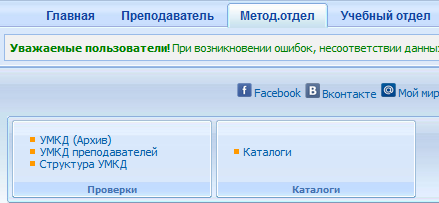 Главная Преподаватель Метод.отдел Учебный отдел
Уважаемые пользователи! При возникновении ошибок, несоответствии данных
Facebook Вконтакте Мой мир
УМКД (Архив)
УМКД преподавателей
Структура УМКД
Проверки
Каталоги
Каталоги